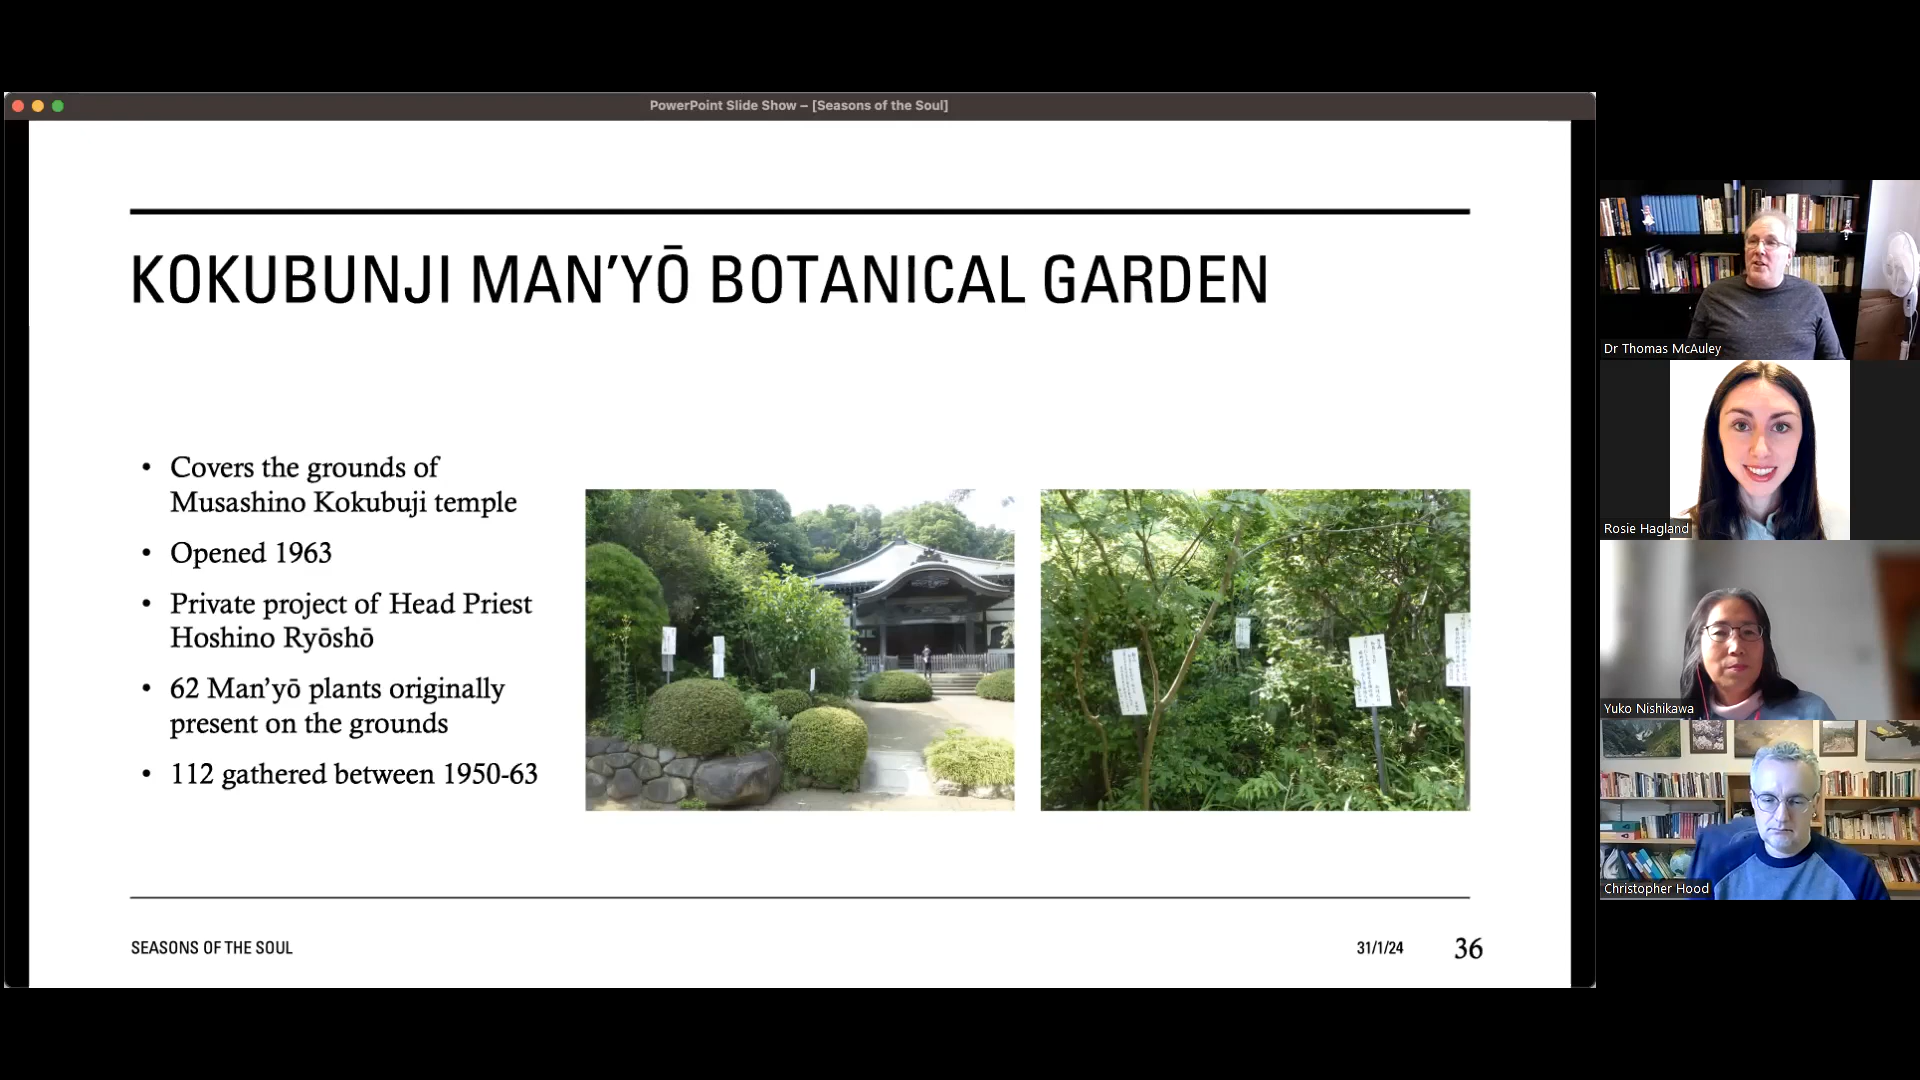 PowerPoint Slide Show – [Seasons of the Soul]
KOKUBUNJI MAN’YŌ BOTANICAL GARDEN
• Covers the grounds of
Musashino Kokubuji temple
• Opened 1963
• Private project of Head Priest
Hoshino Ryōshō
• 62 Man’yō plants originally
present on the grounds
• 112 gathered between 1950-63
SEASONS OF THE SOUL
31/1/24
36
Dr Thomas McAuley
Rosie Hagland
Yuko Nishikawa
Christopher Hood